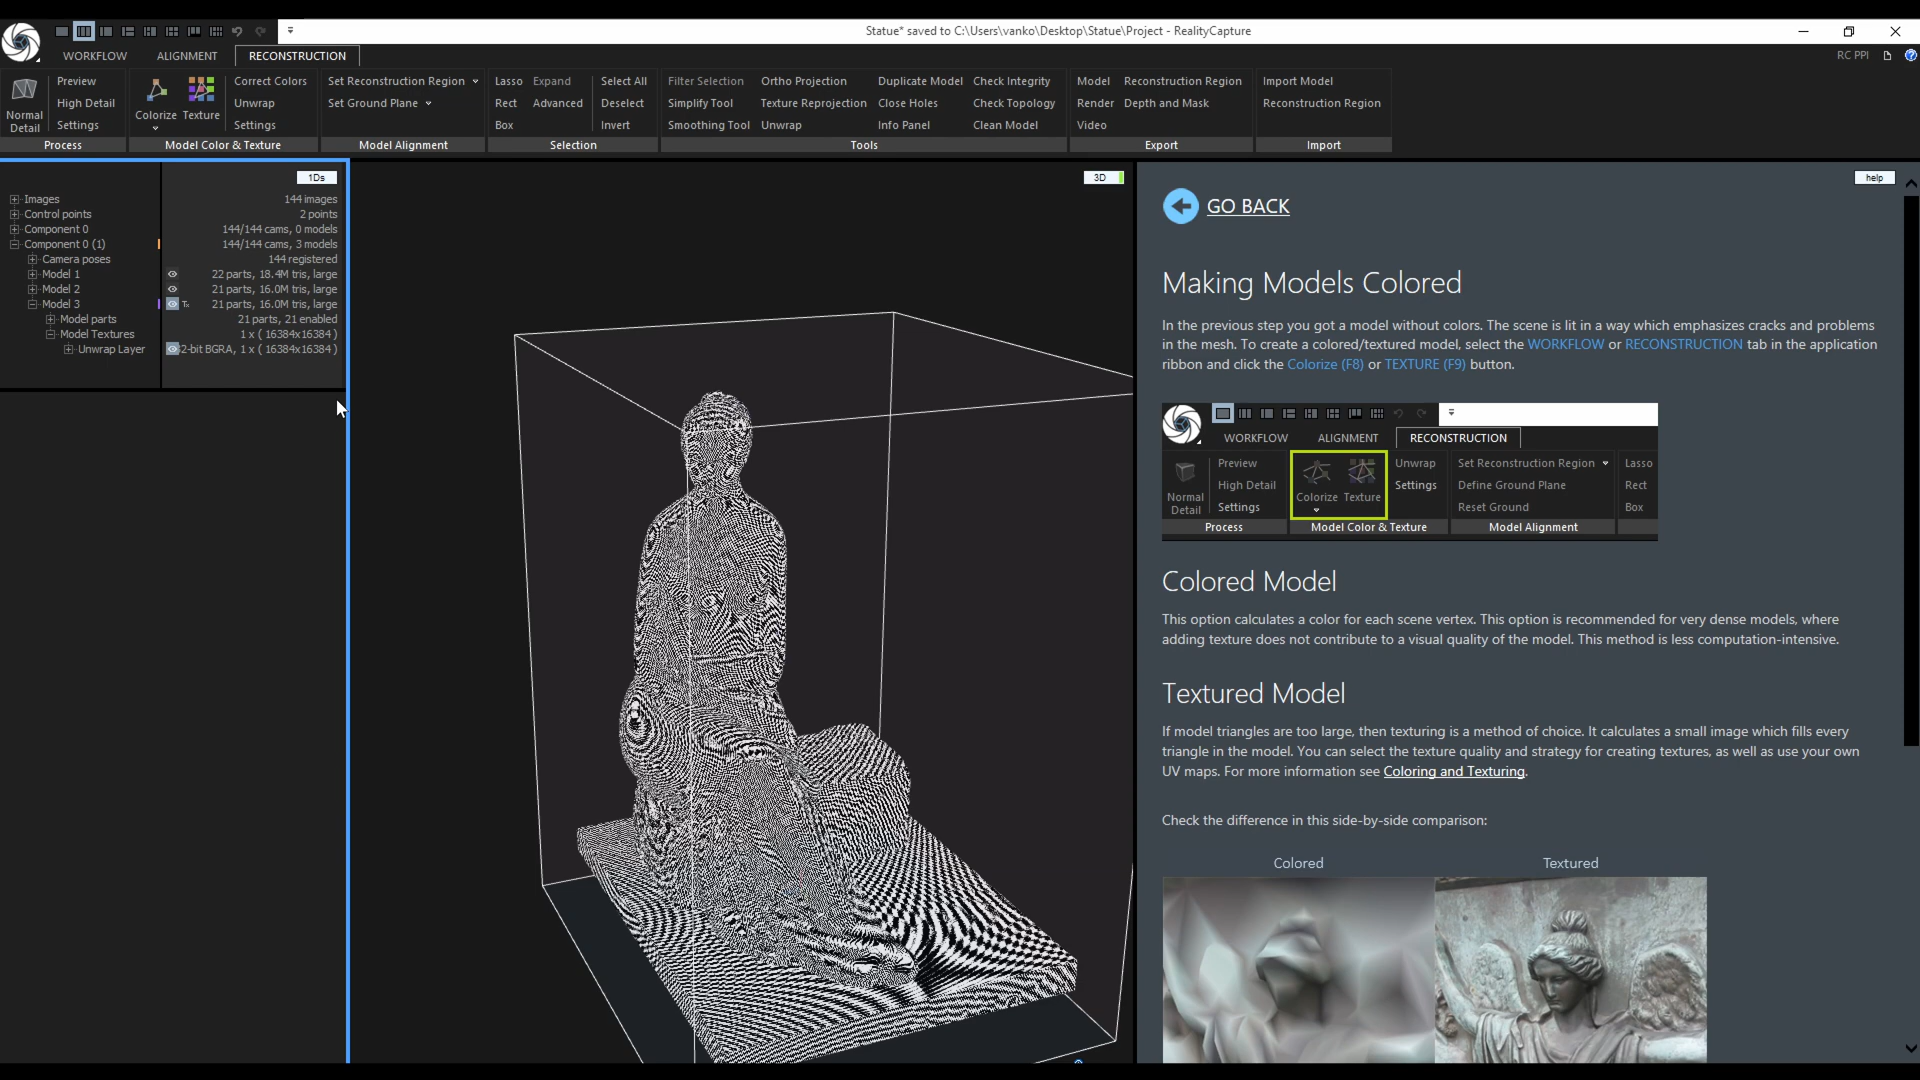 Statue* saved to C:\Users\vanko\Desktop\Statue\Project - RealityCapture
WORKFLOW ALIGNMENT RECONSTRUCTION
RC PPI
Preview
High Detail
Settings
Normal Detail
Process
Colorize Texture
Correct Colors
Unwrap
Settings
Model Color & Texture
Set Reconstruction Region
Set Ground Plane
Model Alignment
Lasso Expand Select All
Rect Advanced Deselect
Box Invert
Selection
Filter Selection Ortho Projection Duplicate Model Check Integrity
Simplify Tool Texture Reprojection Close Holes Check Topology
Smoothing Tool Unwrap Info Panel Clean Model
Tools
Model Reconstruction Region
Render Depth and Mask
Video
Export
Import Model
Reconstruction Region
Import
1Ds
Images 144 images
Control points 2 points
Component 0 144/144 cams, 0 models
Component 0 (1) 144/144 cams, 3 models
Camera poses 144 registered
Model 1 22 parts, 18.4M tris, large
Model 2 21 parts, 16.0M tris, large
Model 3 Tx 21 parts, 16.0M tris, large
Model parts 21 parts, 21 enabled
Model Textures 1 x ( 16384x16384 )
Unwrap Layer 2-bit BGRA, 1 x ( 16384x16384 )
3D
help
GO BACK
Making Models Colored
In the previous step you got a model without colors. The scene is lit in a way which emphasizes cracks and problems
in the mesh. To create a colored/textured model, select the WORKFLOW or RECONSTRUCTION tab in the application
ribbon and click the Colorize (F8) or TEXTURE (F9) button.
WORKFLOW ALIGNMENT RECONSTRUCTION
Preview
High Detail
Settings
Normal Detail
Process
Colorize Texture
Unwrap
Settings
Model Color & Texture
Set Reconstruction Region
Define Ground Plane
Reset Ground
Model Alignment
Lasso
Rect
Box
Colored Model
This option calculates a color for each scene vertex. This option is recommended for very dense models, where
adding texture does not contribute to a visual quality of the model. This method is less computation-intensive.
Textured Model
If model triangles are too large, then texturing is a method of choice. It calculates a small image which fills every
triangle in the model. You can select the texture quality and strategy for creating textures, as well as use your own
UV maps. For more information see Coloring and Texturing.
Check the difference in this side-by-side comparison:
Colored Textured